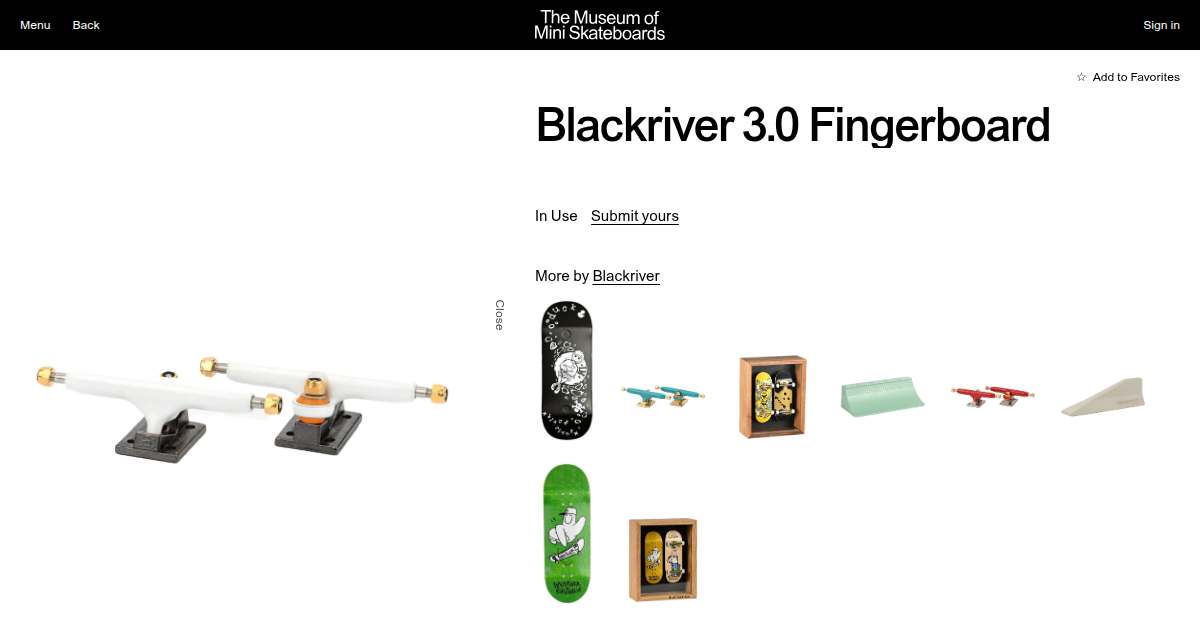 Menu
Back
The Museum of
Mini Skateboards
Sign in
☆ Add to Favorites
Blackriver 3.0 Fingerboard
In Use Submit yours
More by Blackriver
Close